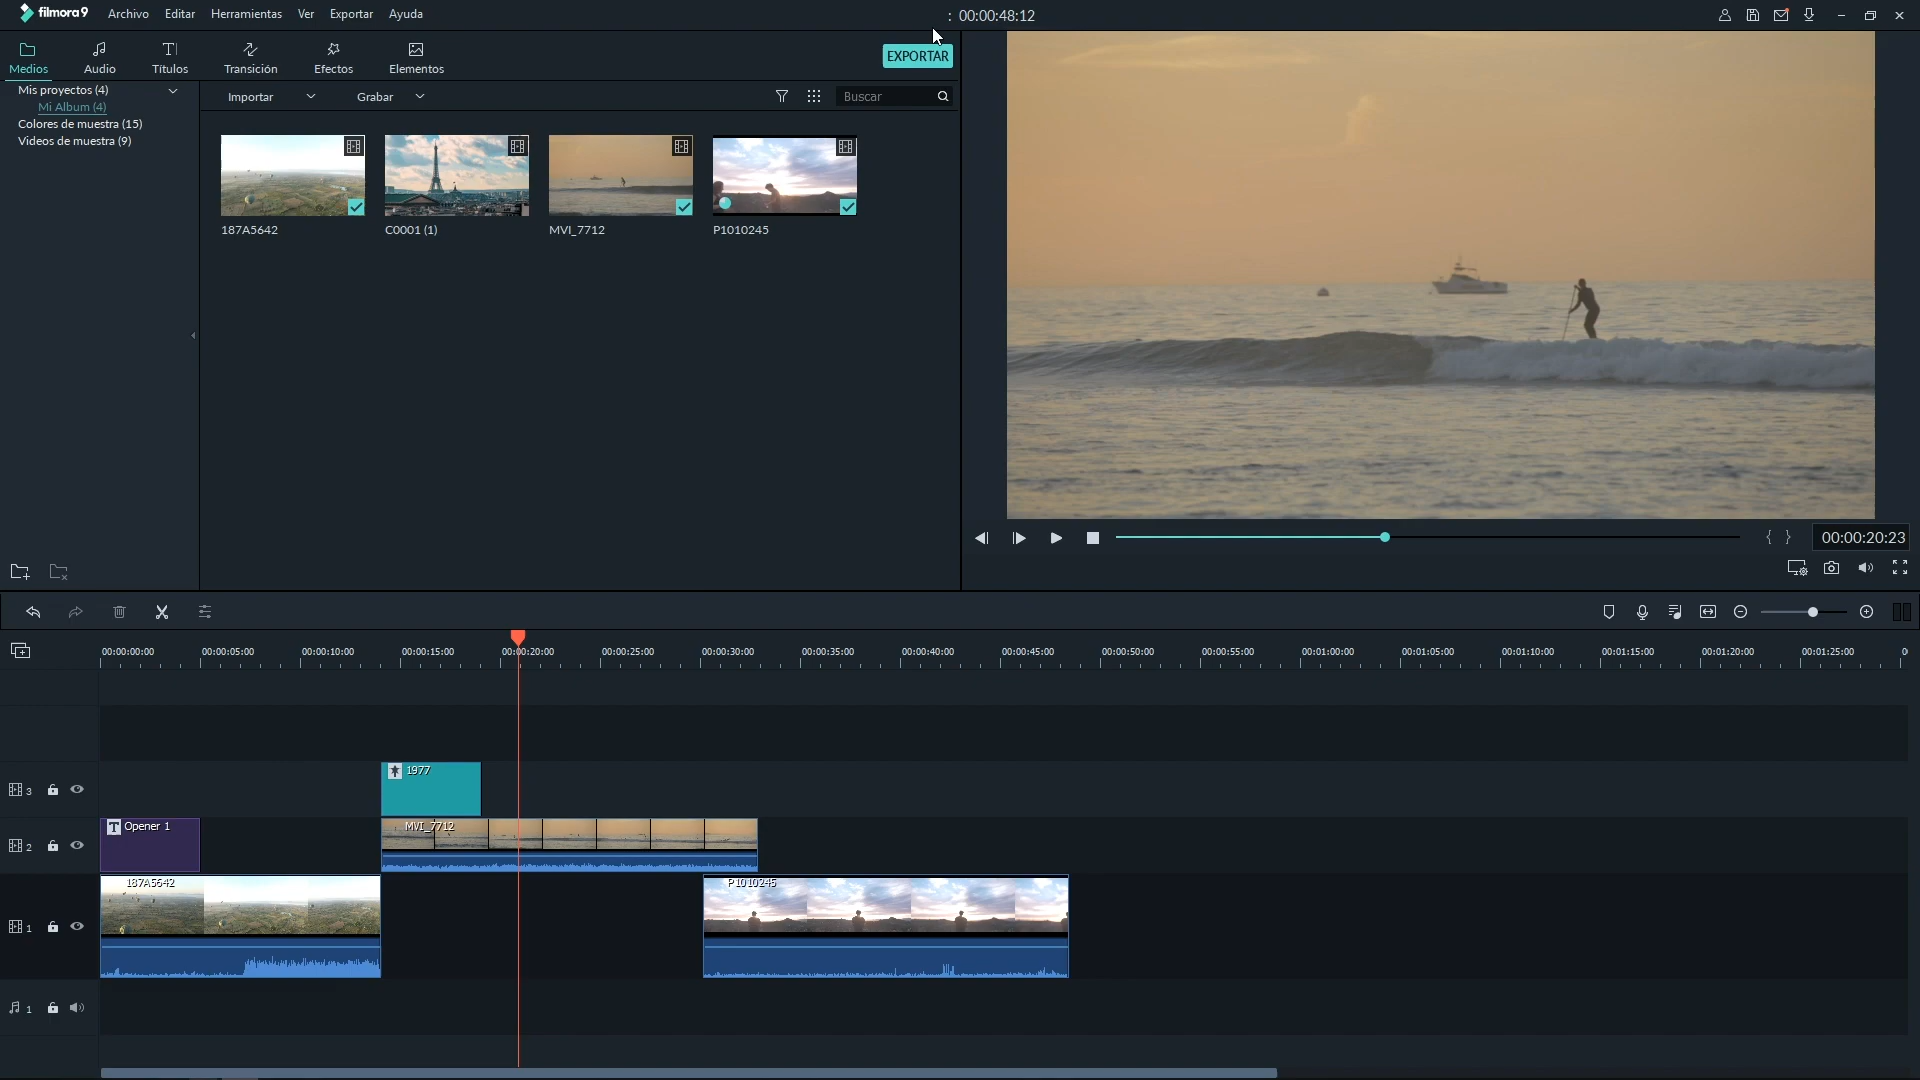 filmora9 Archivo Editar Herramientas Ver Exportar Ayuda : 00:00:48:12
Medios Audio Títulos Transición Efectos Elementos EXPORTAR
Mis proyectos (4)
Mi Album (4)
Colores de muestra (15)
Videos de muestra (9)
Importar Grabar Buscar
187A5642 C0001 (1) MVI_7712 P1010245
{ } 00:00:20:23
00:00:00:00 00:00:05:00 00:00:10:00 00:00:15:00 00:00:20:00 00:00:25:00 00:00:30:00 00:00:35:00 00:00:40:00 00:00:45:00 00:00:50:00 00:00:55:00 00:01:00:00 00:01:05:00 00:01:10:00 00:01:15:00 00:01:20:00 00:01:25:00
3 1977
2 T Opener 1 MVI_7712
187A5642 P1010245
1
1